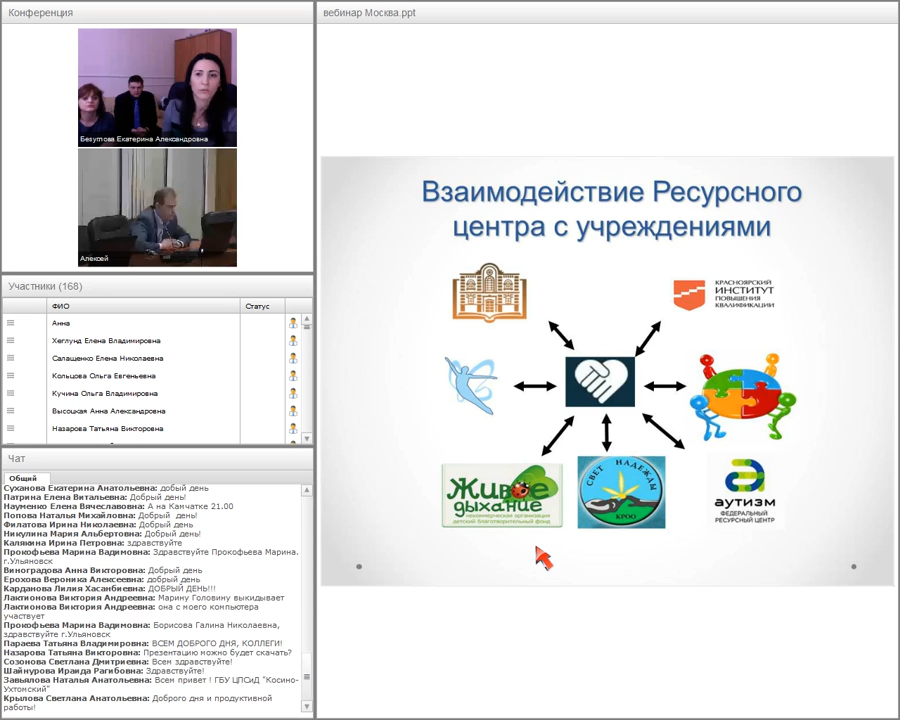 Конференция
Безуглова Екатерина Александровна
Алексей
Участники (168)
ФИО
Статус
Анна
Хеглунд Елена Владимировна
Салащенко Елена Николаевна
Кольцова Ольга Евгеньевна
Кучина Ольга Владимировна
Высоцкая Анна Александровна
Назарова Татьяна Викторовна
Чат
Общий
Суханова Екатерина Анатольевна: добый день
Патрина Елена Витальевна: Добрый день!
Науменко Елена Вячеславовна: А на Камчатке 21.00
Попова Наталья Михайловна: Добрый день!
Филатова Ирина Николаевна: Добрый день
Никулина Мария Альбертовна: Добрый день!
Калякина Ирина Петровна: здравствуйте
Прокофьева Марина Вадимовна: Здравствуйте Прокофьева Марина.
г.Ульяновск
Виноградова Анна Викторовна: Добрый день
Ерохова Вероника Алексеевна: добрый день
Карданова Лилия Хасанбиевна: ДОБРЫЙ ДЕНЬ!!!
Лактионова Виктория Андреевна: Марину Головину выкидывает
Лактионова Виктория Андреевна: она с моего компьютера
участвует
Прокофьева Марина Вадимовна: Борисова Галина Николаевна,
здравствуйте г.Ульяновск
Параева Татьяна Владимировна: ВСЕМ ДОБРОГО ДНЯ, КОЛЛЕГИ!
Назарова Татьяна Викторовна: Презентацию можно будет скачать?
Созонова Светлана Дмитриевна: Всем здравствуйте!
Шайнурова Ираида Рагибовна: Здравствуйте!
Завьялова Наталья Анатольевна: Всем привет ! ГБУ ЦПСиД "Косино-
Ухтомский"
Крылова Светлана Анатольевна: Доброго дня и продуктивной
работы!
вебинар Москва.ppt
Взаимодействие Ресурсного
центра с учреждениями
КРАСНОЯРСКИЙ
ИНСТИТУТ
ПОВЫШЕНИЯ
КВАЛИФИКАЦИИ
Живое
дыхание
некоммерческая организация
детский благотворительный фонд
СВЕТ НАДЕЖДЫ
КРОО
аутизм
ФЕДЕРАЛЬНЫЙ
РЕСУРСНЫЙ ЦЕНТР